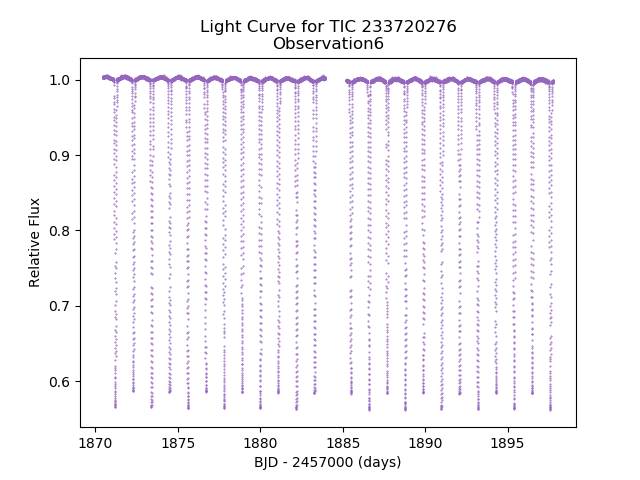 Light Curve for TIC 233720276
Observation6
1.0
0.9
0.8
0.7
0.6
Relative Flux
1870
1875
1880
1885
1890
1895
BJD - 2457000 (days)